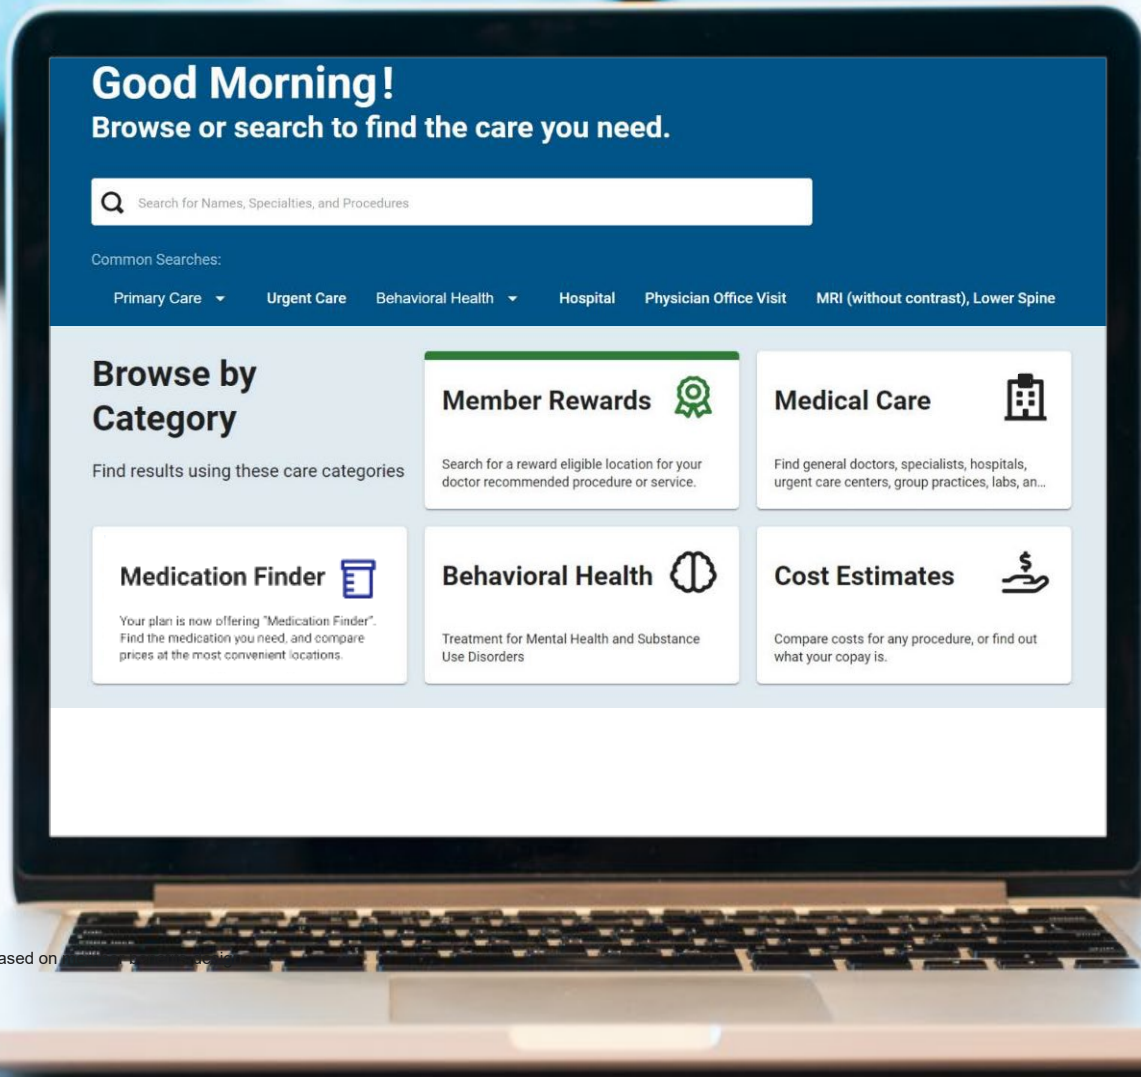 Good Morning!
Browse or search to find the care you need.
Search for Names, Specialties, and Procedures
Common Searches:
Primary Care
Urgent Care
Behavioral Health
Hospital
Physician Office Visit
MRI (without contrast), Lower Spine
Browse by
Category
Find results using these care categories
Member Rewards
Search for a reward eligible location for your
doctor recommended procedure or service.
Medical Care
Find general doctors, specialists, hospitals,
urgent care centers, group practices, labs, an...
Medication Finder
Your plan is now offering "Medication Finder".
Find the medication you need, and compare
prices at the most convenient locations.
Behavioral Health
Treatment for Mental Health and Substance
Use Disorders
Cost Estimates
Compare costs for any procedure, or find out
what your copay is.
on